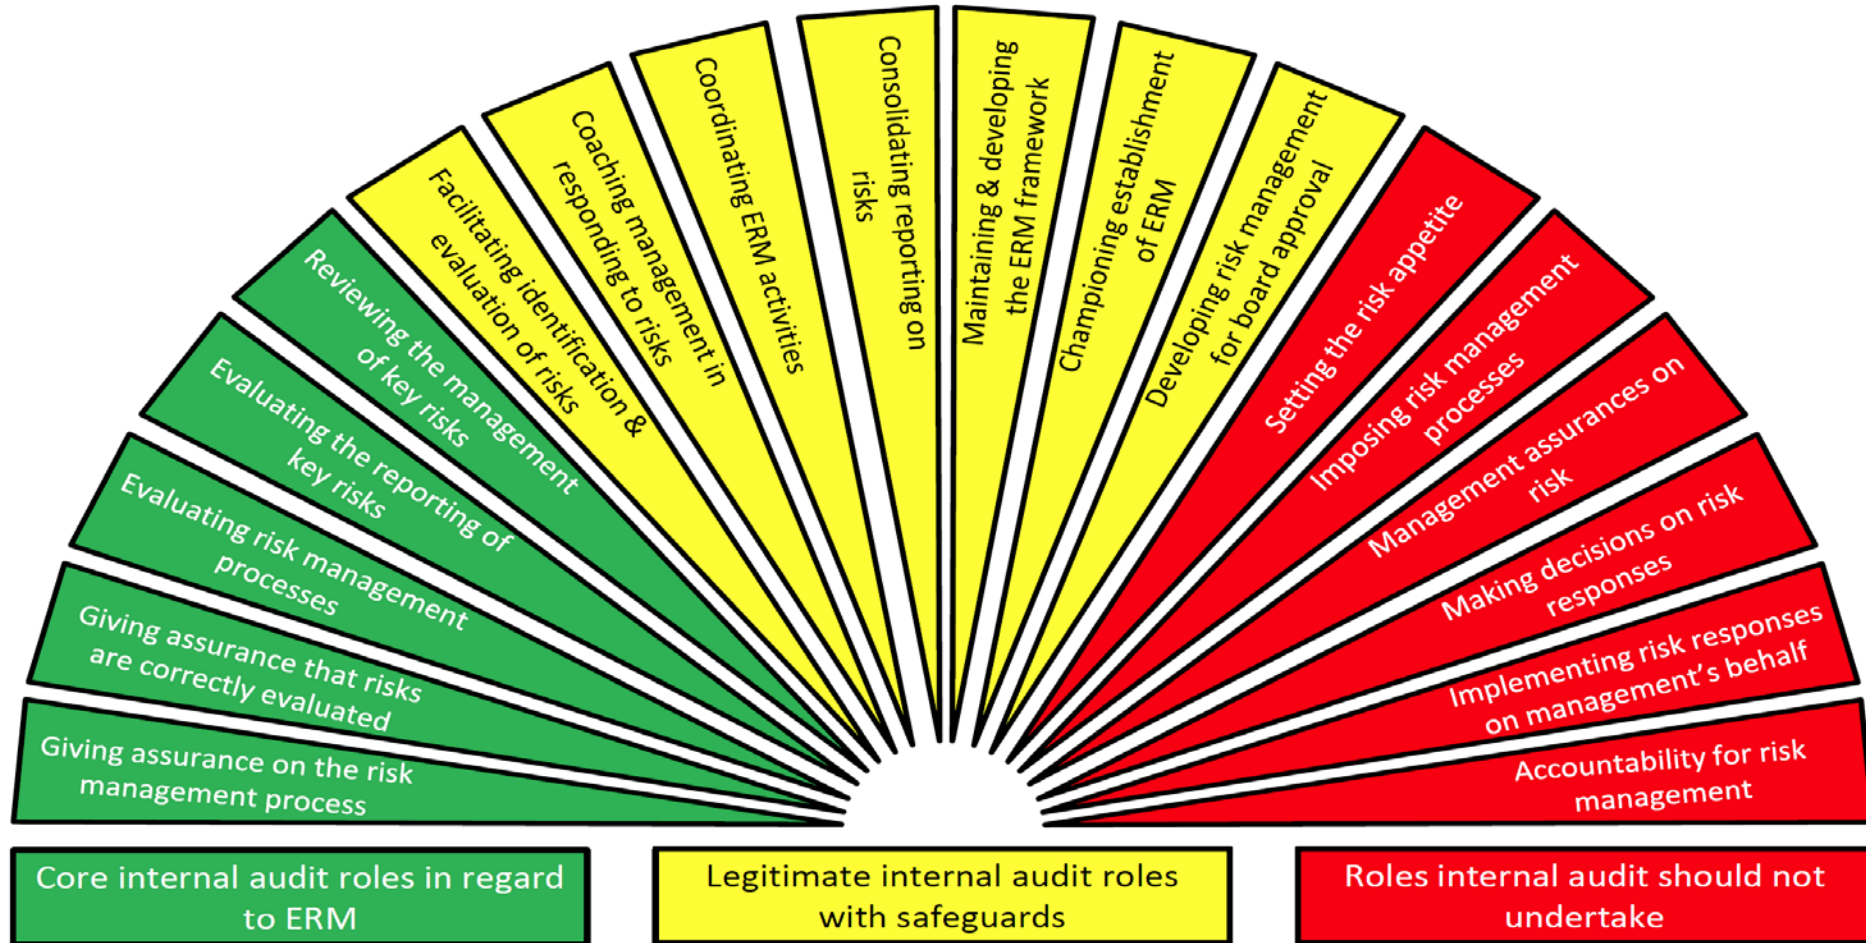 Giving assurance on the risk
management process
Giving assurance that risks
are correctly evaluated
Evaluating risk management
processes
Evaluating the reporting of
key risks
Reviewing the management
of key risks
Facilitating identification &
evaluation of risks
Coaching management in
responding to risks
Coordinating ERM activities
Consolidating reporting on
risks
Maintaining & developing
the ERM framework
Championing establishment
of ERM
Developing risk management
for board approval
Setting the risk appetite
Imposing risk management
processes
Management assurances on
risk
Making decisions on risk
responses
Implementing risk responses
on management’s behalf
Accountability for risk
management
Core internal audit roles in regard
to ERM
Legitimate internal audit roles
with safeguards
Roles internal audit should not
undertake